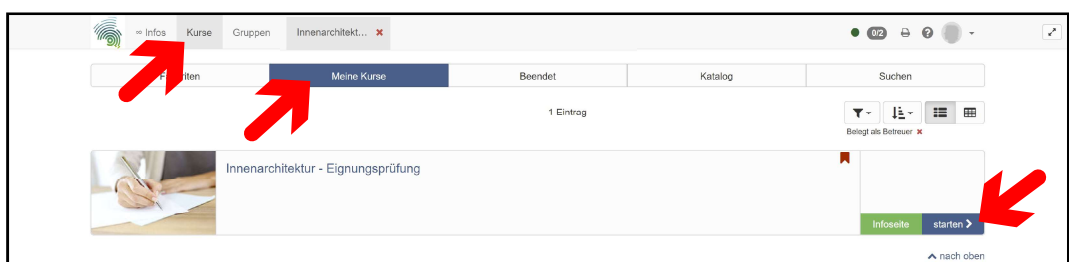 ∞ Infos Kurse Gruppen Innenarchitekt... ✖ 0/2
Meine Kurse Beendet Katalog Suchen
1 Eintrag
Belegt als Betreuer ✖
Innenarchitektur - Eignungsprüfung
Infoseite starten
nach oben